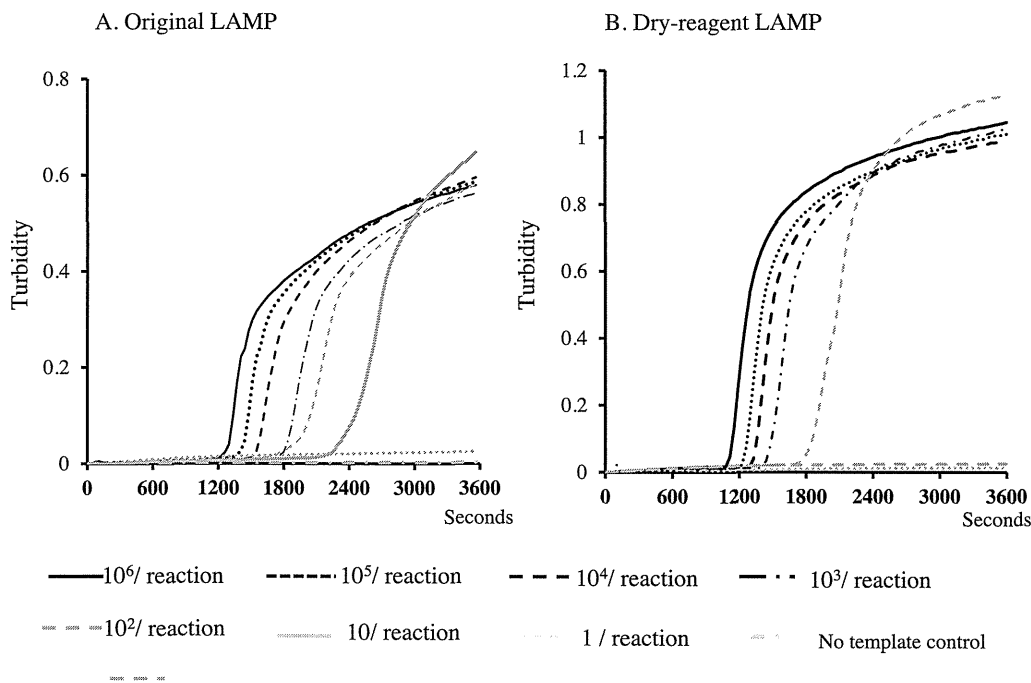 A. Original LAMP
B. Dry-reagent LAMP
0.8
0.6
0.4
0.2
0
Turbidity
0 600 1200 1800 2400 3000 3600
Seconds
1.2
1
0.8
0.6
0.4
0.2
0
Turbidity
0 600 1200 1800 2400 3000 3600
Seconds
10⁶/ reaction
10⁵/ reaction
10⁴/ reaction
10³/ reaction
10²/ reaction
10/ reaction
1 / reaction
No template control